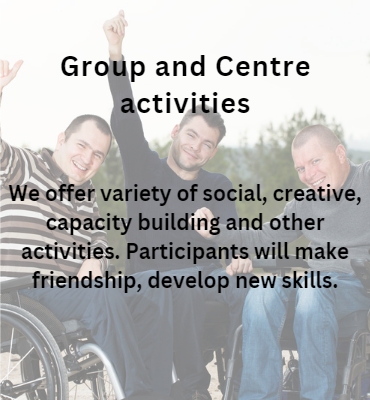 Group and Centre
activities
We offer variety of social, creative,
capacity building and other
activities. Participants will make
friendship, develop new skills.